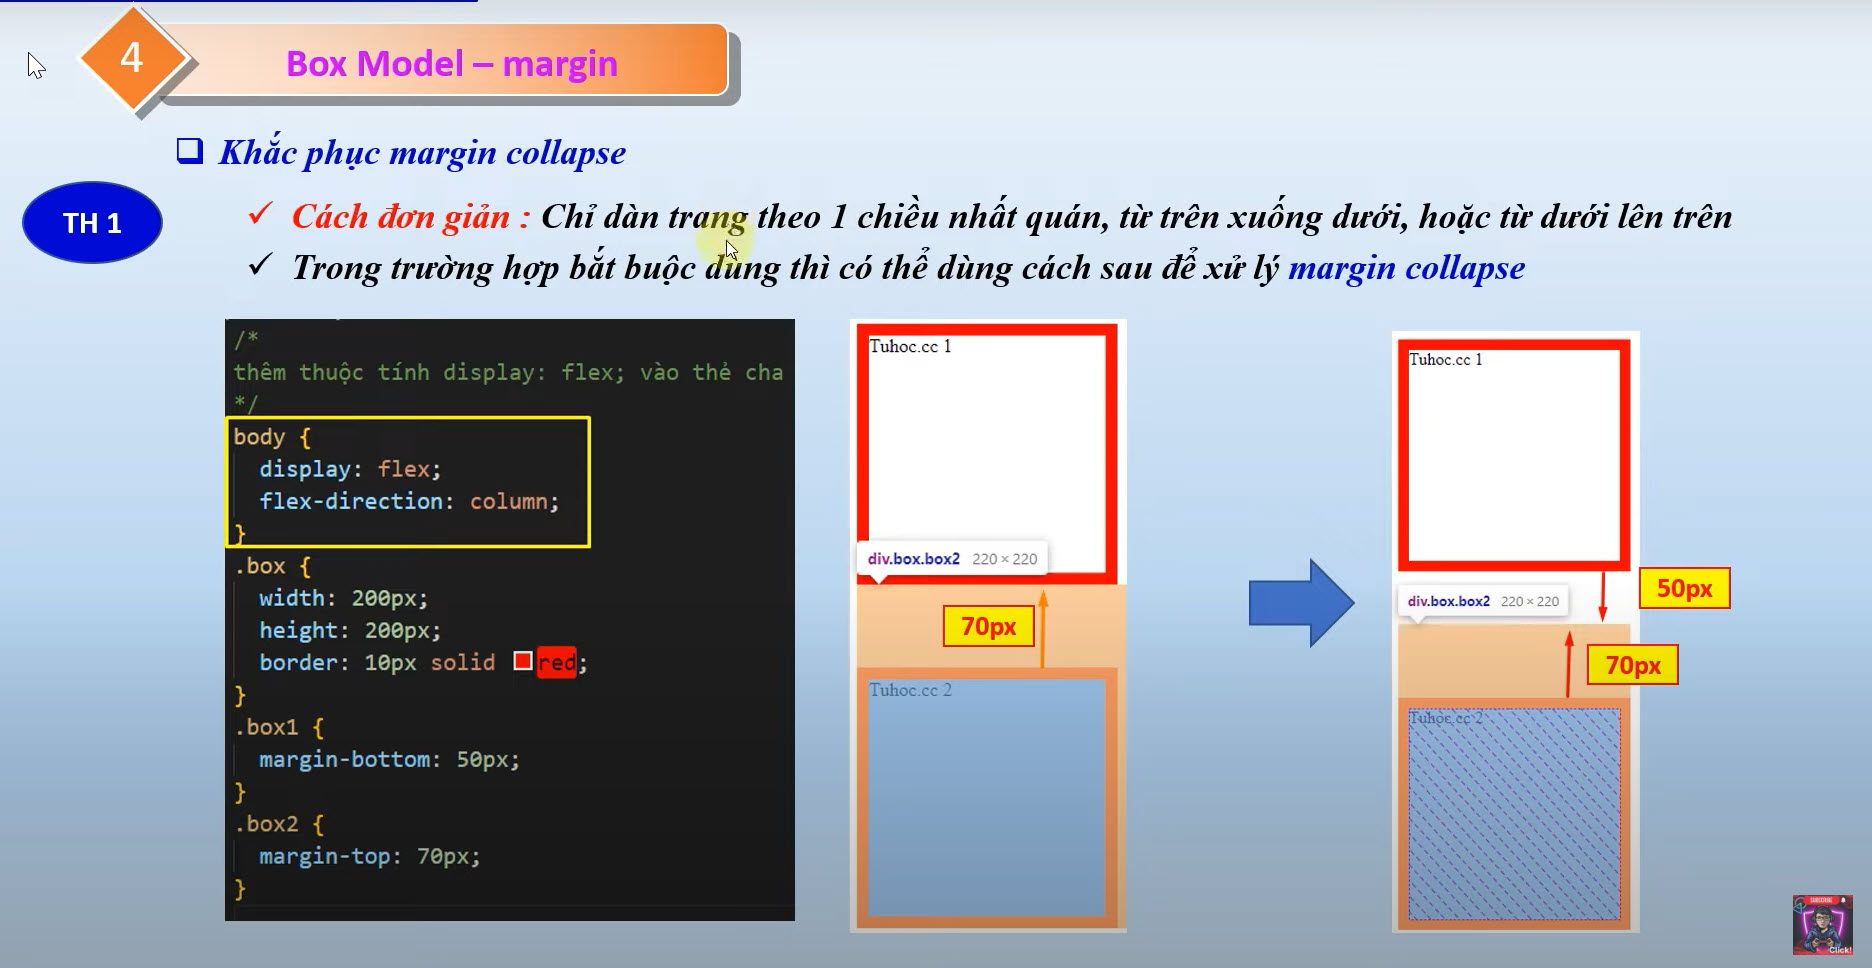 4
Box Model – margin
Khắc phục margin collapse
TH 1
Cách đơn giản : Chỉ dàn trang theo 1 chiều nhất quán, từ trên xuống dưới, hoặc từ dưới lên trên
Trong trường hợp bắt buộc dùng thì có thể dùng cách sau để xử lý margin collapse
/*
thêm thuộc tính display: flex; vào thẻ cha
*/
body {
display: flex;
flex-direction: column;
}
.box {
width: 200px;
height: 200px;
border: 10px solid red;
}
.box1 {
margin-bottom: 50px;
}
.box2 {
margin-top: 70px;
}
Tuhoc.cc 1
div.box.box2 220 × 220
70px
Tuhoc.cc 2
Tuhoc.cc 1
50px
div.box.box2 220 × 220
70px
Tuhoc.cc 2
SUBSCRIBE
Click!